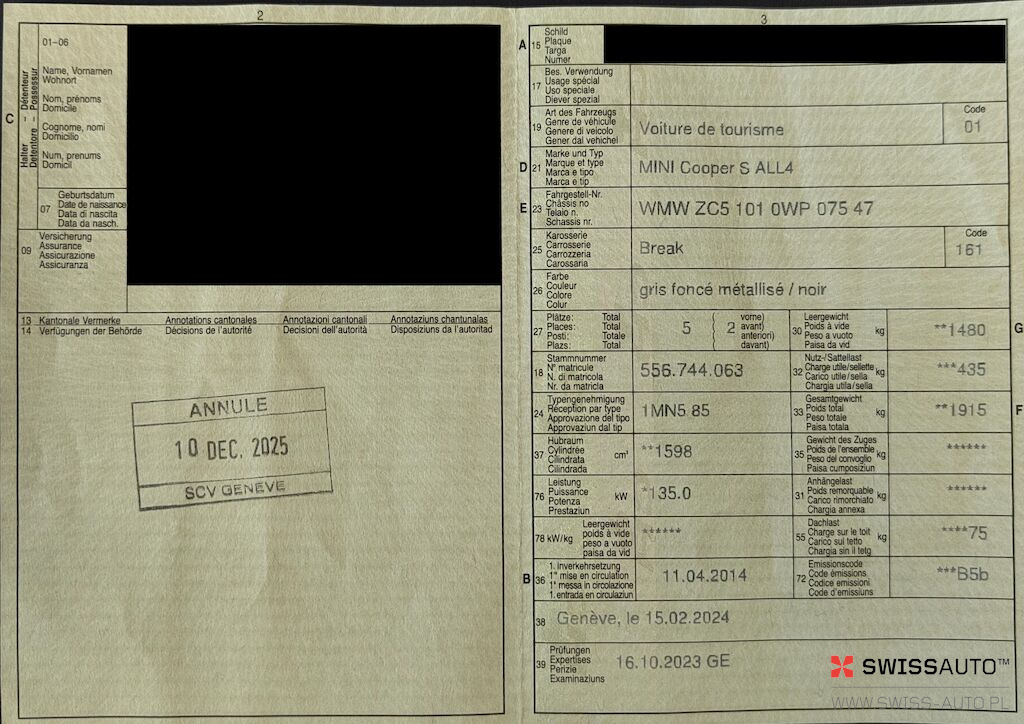 2
01–06
Name, Vornamen
Wohnort
Nom, prénoms
Domicile
Cognome, nomi
Domicilio
Num, prenums
Domicil
C
Halter – Détenteur
Detentore – Possessur
07
Geburtsdatum
Date de naissance
Data di nascita
Data da nasch.
09
Versicherung
Assurance
Assicurazione
Assicuranza
13 Kantonale Vermerke Annotations cantonales Annotazioni cantonali Annotaziuns chantunalas
14 Verfügungen der Behörde Décisions de l'autorité Decisioni dell'autorità Disposiziuns da l'autoritad
ANNULE
10 DEC. 2025
SCV GENEVE
3
A 15
Schild
Plaque
Targa
Numer
17
Bes. Verwendung
Usage spécial
Uso speciale
Diever spezial
19
Art des Fahrzeugs
Genre de véhicule
Genere di veicolo
Gener dal vehichel
Voiture de tourisme
Code
01
D 21
Marke und Typ
Marque et type
Marca e tipo
Marca e tip
MINI Cooper S ALL4
E 23
Fahrgestell-Nr.
Châssis no
Telaio n.
Schassis nr.
WMW ZC5 101 0WP 075 47
25
Karosserie
Carrosserie
Carrozzeria
Carossaria
Break
Code
161
26
Farbe
Couleur
Colore
Colur
gris foncé métallisé / noir
27
Plätze: Total
Places: Total
Posti: Totale
Plazs: Total
5
( 2
vorne)
avant)
anteriori)
davant)
30
Leergewicht
Poids à vide
Peso a vuoto
Paisa da vid
kg
**1480
G
18
Stammnummer
N° matricule
N. di matricola
Nr. da matricla
556.744.063
32
Nutz-/Sattellast
Charge utile/sellette
Carico utile/sella
Chargia utila/sella
kg
***435
24
Typengenehmigung
Réception par type
Approvazione del tipo
Approvaziun dal tip
1MN5 85
33
Gesamtgewicht
Poids total
Peso totale
Paisa totala
kg
**1915
F
37
Hubraum
Cylindrée
Cilindrata
Cilindrada
cm³
**1598
35
Gewicht des Zuges
Poids de l'ensemble
Peso del convoglio
Paisa cumposiziun
kg
******
76
Leistung
Puissance
Potenza
Prestaziun
kW
*135.0
31
Anhängelast
Poids remorquable
Carico rimorchiato
Chargia annexa
kg
******
78 kW/kg
Leergewicht
poids à vide
peso a vuoto
paisa da vid
******
55
Dachlast
Charge sur le toit
Carico sul tetto
Chargia sin il tetg
kg
****75
B 36
1. Inverkehrsetzung
1re mise en circulation
1a messa in circolazione
1. entrada en circulaziun
11.04.2014
72
Emissionscode
Code émissions
Codice emissioni
Code d'emissiuns
***B5b
38
Genève, le 15.02.2024
39
Prüfungen
Expertises
Perizie
Examinaziuns
16.10.2023 GE
SWISSAUTO™
WWW.SWISS-AUTO.PL